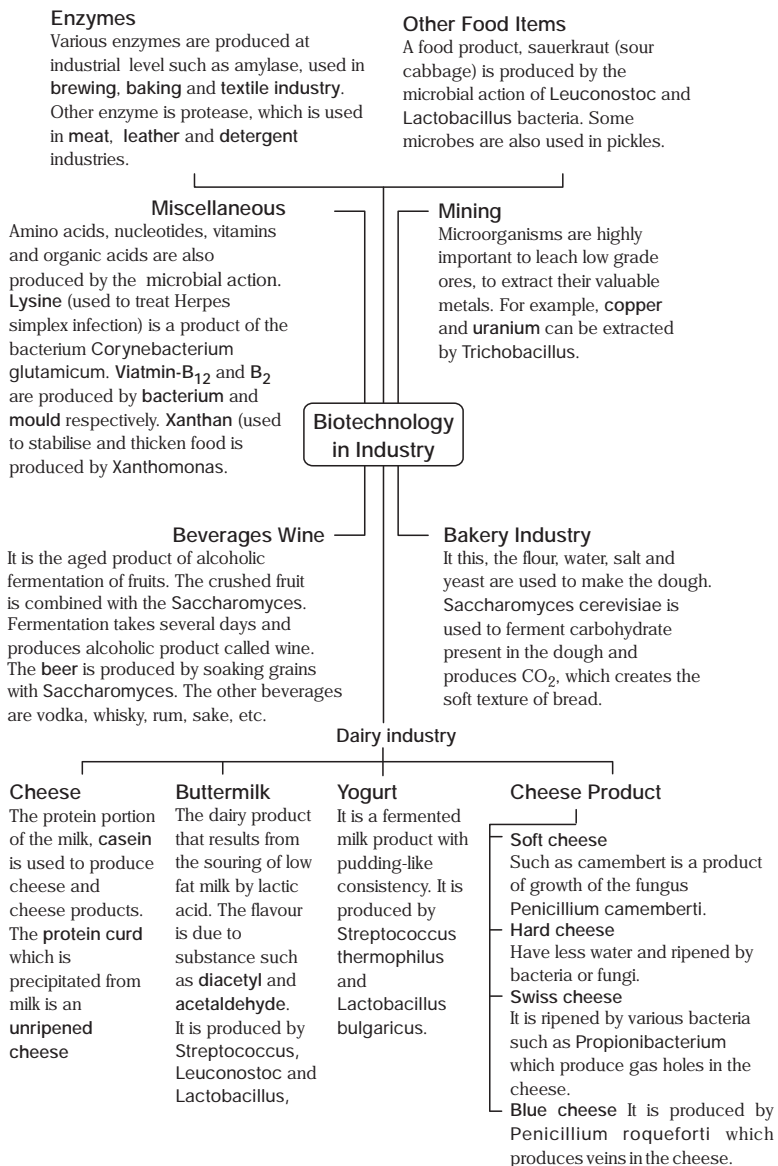 Enzymes
Various enzymes are produced at
industrial level such as amylase, used in
brewing, baking and textile industry.
Other enzyme is protease, which is used
in meat, leather and detergent
industries.
Other Food Items
A food product, sauerkraut (sour
cabbage) is produced by the
microbial action of Leuconostoc and
Lactobacillus bacteria. Some
microbes are also used in pickles.
Miscellaneous
Amino acids, nucleotides, vitamins
and organic acids are also
produced by the microbial action.
Lysine (used to treat Herpes
simplex infection) is a product of the
bacterium Corynebacterium
glutamicum. Viatmin-B12 and B2
are produced by bacterium and
mould respectively. Xanthan (used
to stabilise and thicken food is
produced by Xanthomonas.
Mining
Microorganisms are highly
important to leach low grade
ores, to extract their valuable
metals. For example, copper
and uranium can be extracted
by Trichobacillus.
Biotechnology
in Industry
Beverages Wine
It is the aged product of alcoholic
fermentation of fruits. The crushed fruit
is combined with the Saccharomyces.
Fermentation takes several days and
produces alcoholic product called wine.
The beer is produced by soaking grains
with Saccharomyces. The other beverages
are vodka, whisky, rum, sake, etc.
Bakery Industry
It this, the flour, water, salt and
yeast are used to make the dough.
Saccharomyces cerevisiae is
used to ferment carbohydrate
present in the dough and
produces CO2, which creates the
soft texture of bread.
Dairy industry
Cheese
The protein portion
of the milk, casein
is used to produce
cheese and
cheese products.
The protein curd
which is
precipitated from
milk is an
unripened
cheese
Buttermilk
The dairy product
that results from
the souring of low
fat milk by lactic
acid. The flavour
is due to
substance such
as diacetyl and
acetaldehyde.
It is produced by
Streptococcus,
Leuconostoc and
Lactobacillus,
Yogurt
It is a fermented
milk product with
pudding-like
consistency. It is
produced by
Streptococcus
thermophilus
and
Lactobacillus
bulgaricus.
Cheese Product
Soft cheese
Such as camembert is a product
of growth of the fungus
Penicillium camemberti.
Hard cheese
Have less water and ripened by
bacteria or fungi.
Swiss cheese
It is ripened by various bacteria
such as Propionibacterium
which produce gas holes in the
cheese.
Blue cheese It is produced by
Penicillium roqueforti which
produces veins in the cheese.